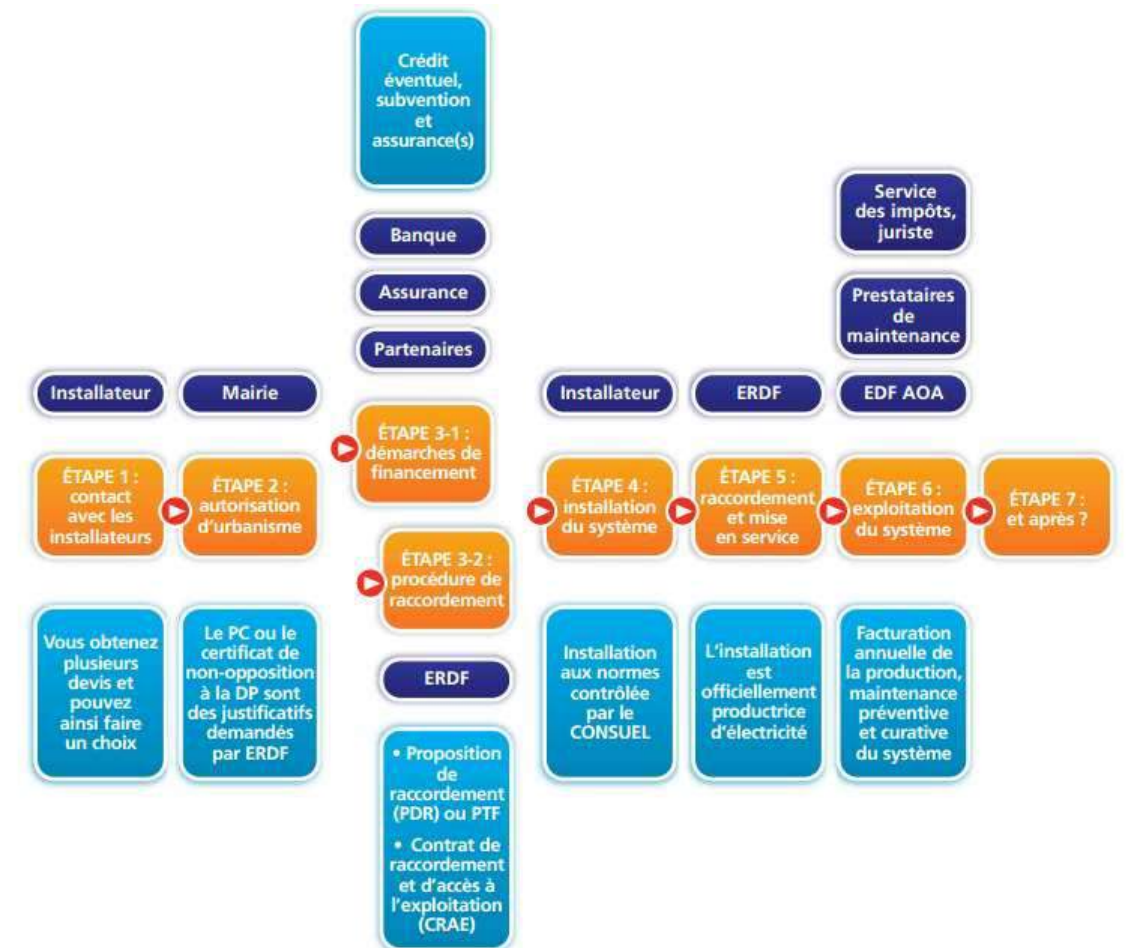 Crédit
éventuel,
subvention
et
assurance(s)
Banque
Assurance
Partenaires
Service
des impôts,
juriste
Prestataires
de
maintenance
Installateur
Mairie
Installateur
ERDF
EDF AOA
ÉTAPE 1 :
contact
avec les
installateurs
ÉTAPE 2 :
autorisation
d'urbanisme
ÉTAPE 3-1 :
démarches de
financement
ÉTAPE 3-2 :
procédure de
raccordement
ÉTAPE 4 :
installation
du système
ÉTAPE 5 :
raccordement
et mise
en service
ÉTAPE 6 :
exploitation
du système
ÉTAPE 7 :
et après ?
Vous obtenez
plusieurs
devis et
pouvez
ainsi faire
un choix
Le PC ou le
certificat de
non-opposition
à la DP sont
des justificatifs
demandés
par ERDF
ERDF
• Proposition
de
raccordement
(PDR) ou PTF
• Contrat de
raccordement
et d'accès à
l'exploitation
(CRAE)
Installation
aux normes
contrôlée
par le
CONSUEL
L'installation
est
officiellement
productrice
d'électricité
Facturation
annuelle de
la production,
maintenance
préventive
et curative
du système